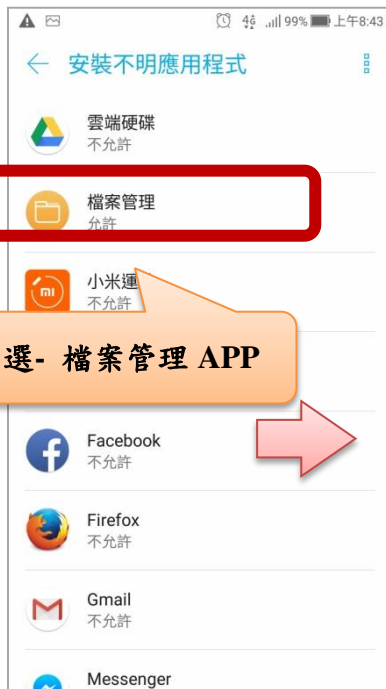 4G 99% 上午8:43
安裝不明應用程式
雲端硬碟
不允許
檔案管理
允許
小米運
不允許
選- 檔案管理 APP
Facebook
不允許
Firefox
不允許
Gmail
不允許
Messenger